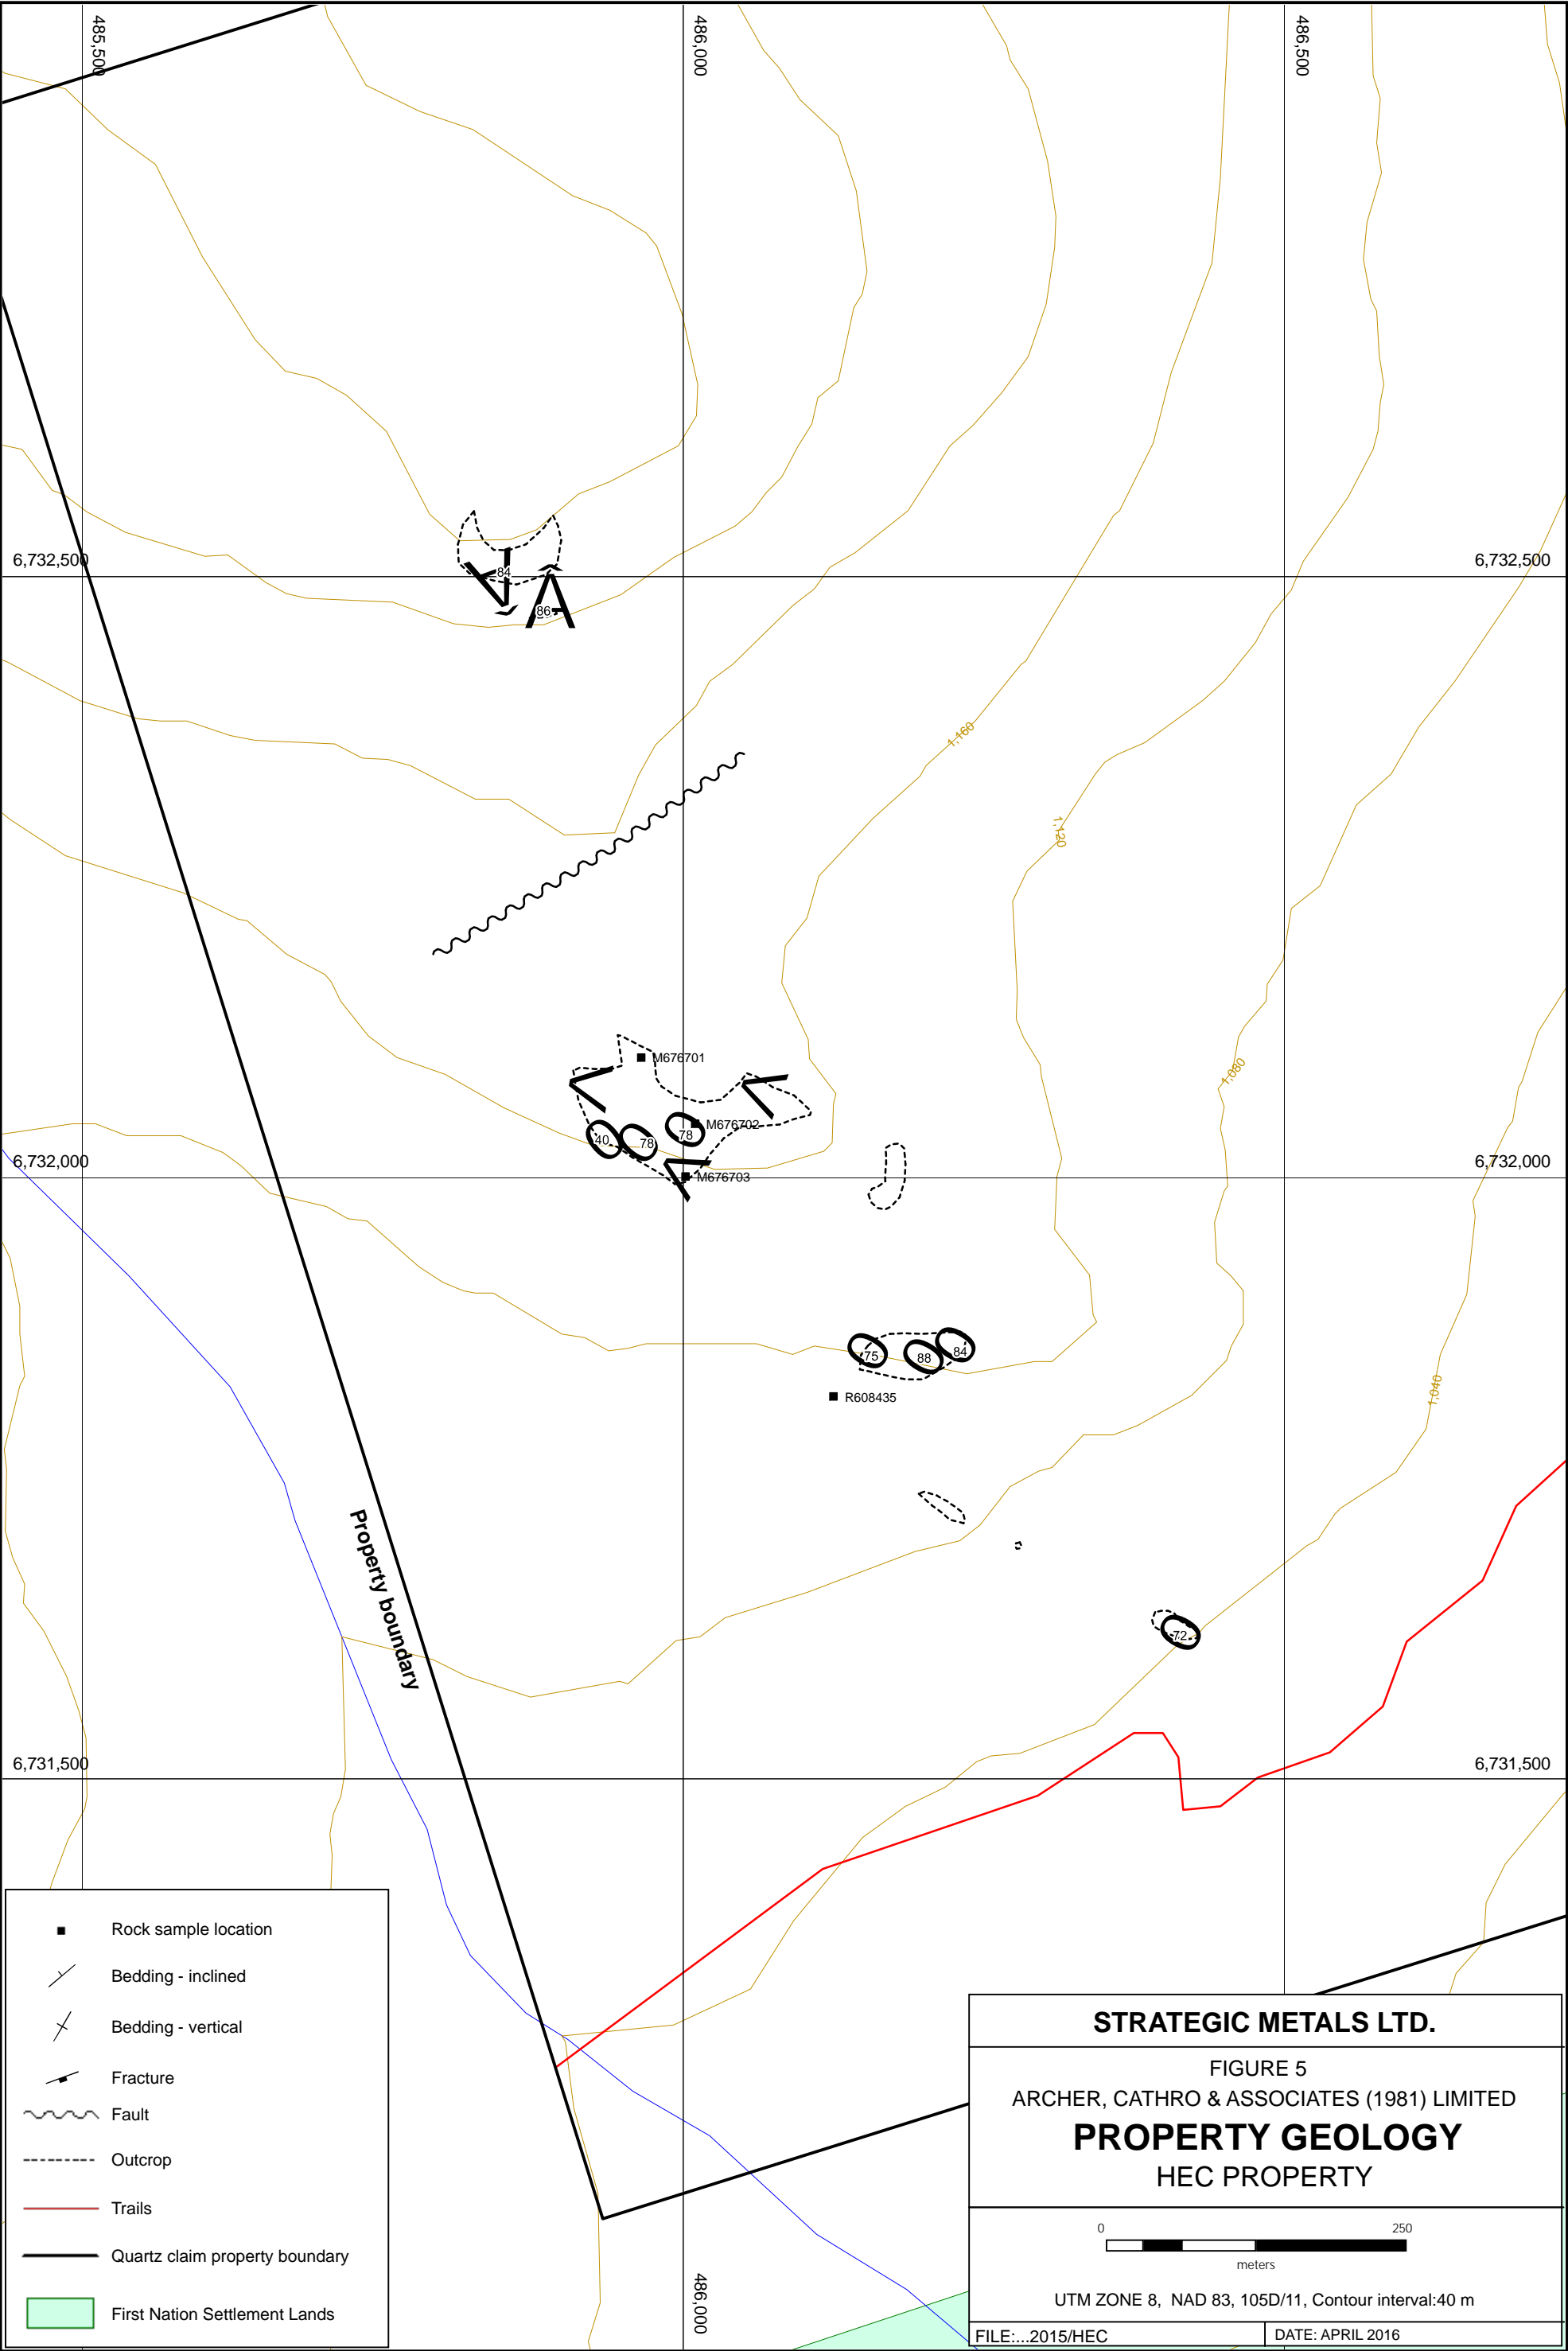 485,500
486,000
486,500
6,732,500
6,732,500
84
86
1,160
1,120
M676701
1,080
M676702
40
78
78
6,732,000
6,732,000
M676703
75
88
84
1,040
R608435
Property boundary
72
6,731,500
6,731,500
Rock sample location
Bedding - inclined
Bedding - vertical
Fracture
Fault
Outcrop
Trails
Quartz claim property boundary
First Nation Settlement Lands
486,000
STRATEGIC METALS LTD.
FIGURE 5
ARCHER, CATHRO & ASSOCIATES (1981) LIMITED
PROPERTY GEOLOGY
HEC PROPERTY
0 250
meters
UTM ZONE 8, NAD 83, 105D/11, Contour interval:40 m
FILE:...2015/HEC DATE: APRIL 2016